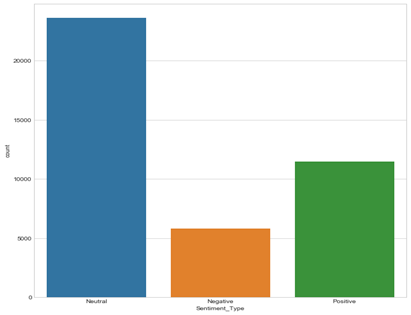 20000
15000
10000
5000
0
count
Neutral
Negative
Positive
Sentiment_Type